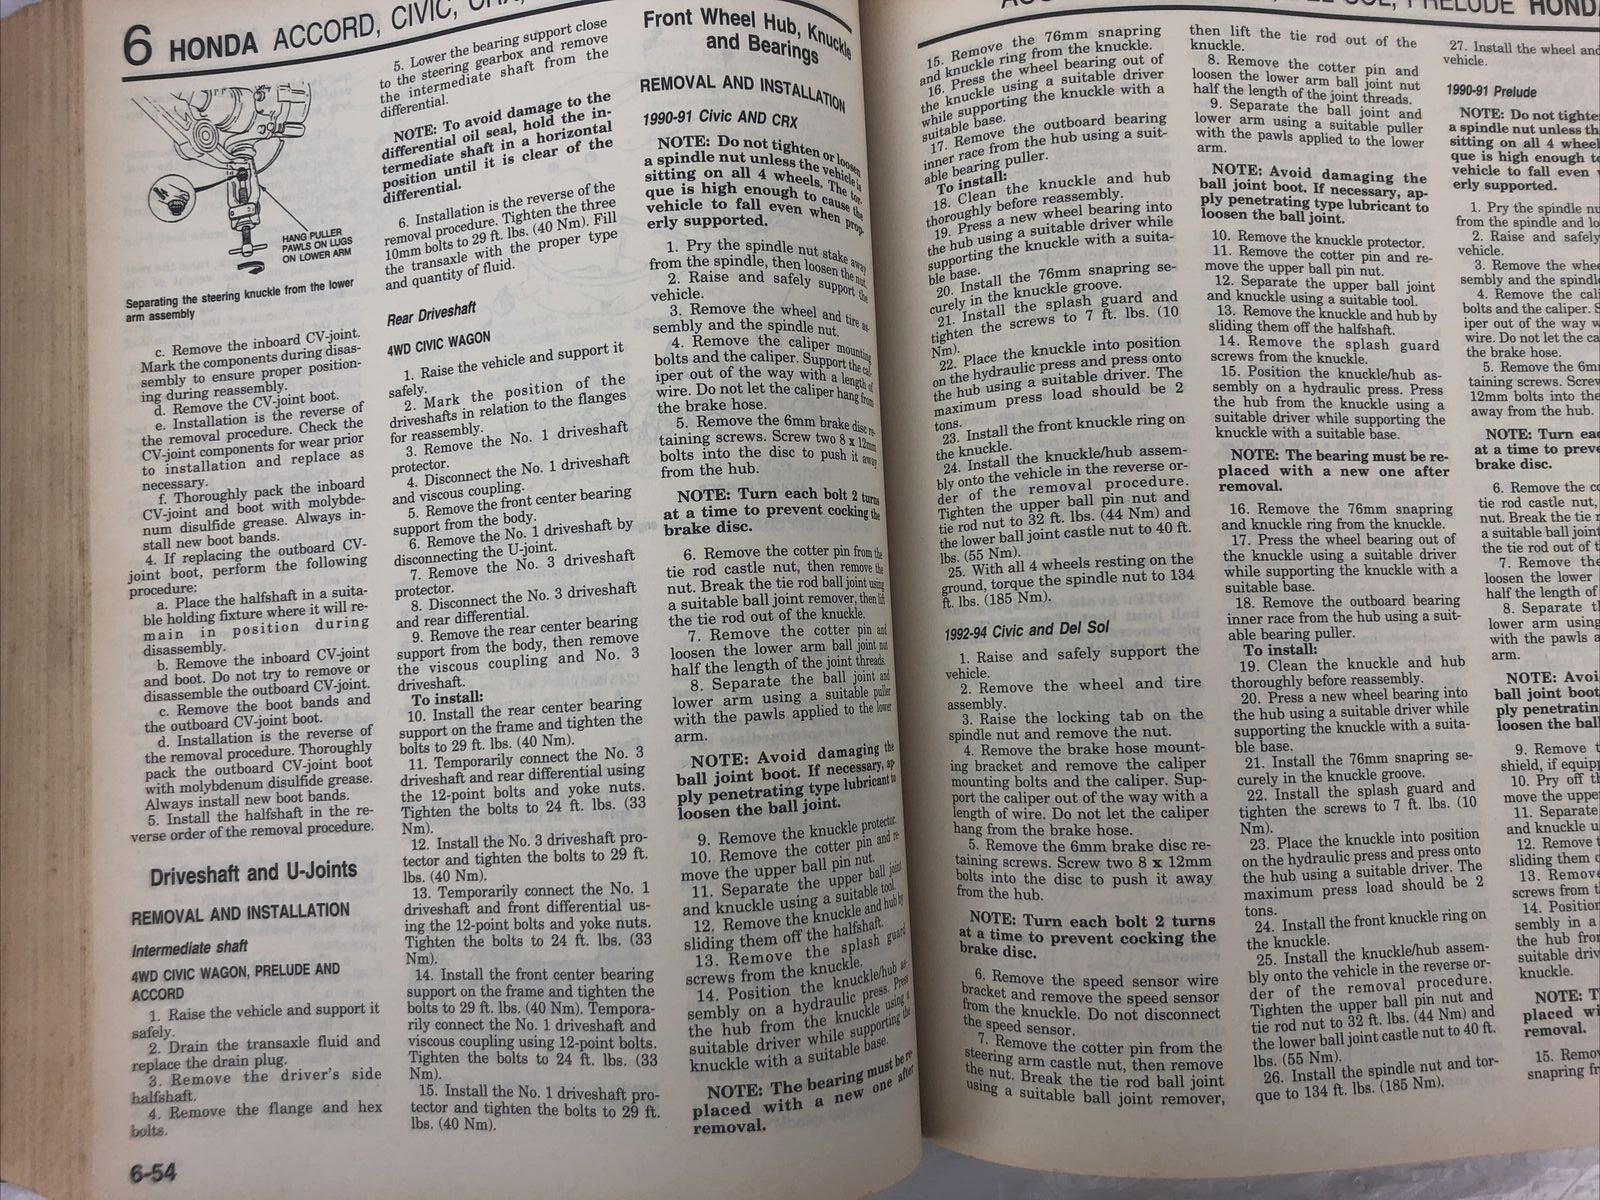 6 HONDA ACCORD, CIVIC,
HANG PULLER
PAWLS ON LUGS
ON LOWER ARM
Separating the steering knuckle from the lower
arm assembly
c. Remove the inboard CV-joint.
Mark the components during disas-
sembly to ensure proper position-
ing during reassembly.
d. Remove the CV-joint boot.
e. Installation is the reverse of
the removal procedure. Check the
CV-joint components for wear prior
to installation and replace as
necessary.
f. Thoroughly pack the inboard
CV-joint and boot with molybde-
num disulfide grease. Always in-
stall new boot bands.
4. If replacing the outboard CV-
joint boot, perform the following
procedure:
a. Place the halfshaft in a suita-
ble holding fixture where it will re-
main in position during
disassembly.
b. Remove the inboard CV-joint
and boot. Do not try to remove or
disassemble the outboard CV-joint.
c. Remove the boot bands and
the outboard CV-joint boot.
d. Installation is the reverse of
the removal procedure. Thoroughly
pack the outboard CV-joint boot
with molybdenum disulfide grease.
Always install new boot bands.
5. Install the halfshaft in the re-
verse order of the removal procedure.
Driveshaft and U-Joints
REMOVAL AND INSTALLATION
Intermediate shaft
4WD CIVIC WAGON, PRELUDE AND
ACCORD
1. Raise the vehicle and support it
safely.
2. Drain the transaxle fluid and
replace the drain plug.
3. Remove the driver's side
halfshaft.
4. Remove the flange and hex
bolts.
6-54
5. Lower the bearing support close
to the steering gearbox and remove
the intermediate shaft from the
differential.
NOTE: To avoid damage to the
differential oil seal, hold the in-
termediate shaft in a horizontal
position until it is clear of the
differential.
6. Installation is the reverse of the
removal procedure. Tighten the three
10mm bolts to 29 ft. lbs. (40 Nm). Fill
the transaxle with the proper type
and quantity of fluid.
Rear Driveshaft
4WD CIVIC WAGON
1. Raise the vehicle and support it
safely.
2. Mark the position of the
driveshafts in relation to the flanges
for reassembly.
3. Remove the No. 1 driveshaft
protector.
4. Disconnect the No. 1 driveshaft
and viscous coupling.
5. Remove the front center bearing
support from the body.
6. Remove the No. 1 driveshaft by
disconnecting the U-joint.
7. Remove the No. 3 driveshaft
protector.
8. Disconnect the No. 3 driveshaft
and rear differential.
9. Remove the rear center bearing
support from the body, then remove
the viscous coupling and No. 3
driveshaft.
To install:
10. Install the rear center bearing
support on the frame and tighten the
bolts to 29 ft. lbs. (40 Nm).
11. Temporarily connect the No. 3
driveshaft and rear differential using
the 12-point bolts and yoke nuts.
Tighten the bolts to 24 ft. lbs. (33
Nm).
12. Install the No. 3 driveshaft pro-
tector and tighten the bolts to 29 ft.
lbs. (40 Nm).
13. Temporarily connect the No. 1
driveshaft and front differential us-
ing the 12-point bolts and yoke nuts.
Tighten the bolts to 24 ft. lbs. (33
Nm).
14. Install the front center bearing
support on the frame and tighten the
bolts to 29 ft. lbs. (40 Nm). Tempora-
rily connect the No. 1 driveshaft and
viscous coupling using 12-point bolts.
Tighten the bolts to 24 ft. lbs. (33
Nm).
15. Install the No. 1 driveshaft pro-
tector and tighten the bolts to 29 ft.
lbs. (40 Nm).
Front Wheel Hub, Knuckle
and Bearings
REMOVAL AND INSTALLATION
1990-91 Civic AND CRX
NOTE: Do not tighten or loosen
a spindle nut unless the vehicle is
sitting on all 4 wheels. The tor-
que is high enough to cause the
vehicle to fall even when prop-
erly supported.
1. Pry the spindle nut stake away
from the spindle, then loosen the nut.
2. Raise and safely support the
vehicle.
3. Remove the wheel and tire as-
sembly and the spindle nut.
4. Remove the caliper mounting
bolts and the caliper. Support the cal-
iper out of the way with a length of
wire. Do not let the caliper hang from
the brake hose.
5. Remove the 6mm brake disc re-
taining screws. Screw two 8 x 12mm
bolts into the disc to push it away
from the hub.
NOTE: Turn each bolt 2 turns
at a time to prevent cocking the
brake disc.
6. Remove the cotter pin from the
tie rod castle nut, then remove the
nut. Break the tie rod ball joint using
a suitable ball joint remover, then lift
the tie rod out of the knuckle.
7. Remove the cotter pin and
loosen the lower arm ball joint nut
half the length of the joint threads.
8. Separate the ball joint and
lower arm using a suitable puller
with the pawls applied to the lower
arm.
NOTE: Avoid damaging the
ball joint boot. If necessary, ap-
ply penetrating type lubricant to
loosen the ball joint.
9. Remove the knuckle protector.
10. Remove the cotter pin and re-
move the upper ball pin nut.
11. Separate the upper ball joint
and knuckle using a suitable tool.
12. Remove the knuckle and hub by
sliding them off the halfshaft.
13. Remove the splash guard
screws from the knuckle.
14. Position the knuckle/hub as-
sembly on a hydraulic press. Press
the hub from the knuckle using a
suitable driver while supporting the
knuckle with a suitable base.
NOTE: The bearing must be re-
placed with a new one after
removal.
PRELUDE HONDA
15. Remove the 76mm snapring
and knuckle ring from the knuckle.
16. Press the wheel bearing out of
the knuckle using a suitable driver
while supporting the knuckle with a
suitable base.
17. Remove the outboard bearing
inner race from the hub using a suit-
able bearing puller.
To install:
18. Clean the knuckle and hub
thoroughly before reassembly.
19. Press a new wheel bearing into
the hub using a suitable driver while
supporting the knuckle with a suita-
ble base.
20. Install the 76mm snapring se-
curely in the knuckle groove.
21. Install the splash guard and
tighten the screws to 7 ft. lbs. (10
Nm).
22. Place the knuckle into position
on the hydraulic press and press onto
the hub using a suitable driver. The
maximum press load should be 2
tons.
23. Install the front knuckle ring on
the knuckle.
24. Install the knuckle/hub assem-
bly onto the vehicle in the reverse or-
der of the removal procedure.
Tighten the upper ball pin nut and
tie rod nut to 32 ft. lbs. (44 Nm) and
the lower ball joint castle nut to 40 ft.
lbs. (55 Nm).
25. With all 4 wheels resting on the
ground, torque the spindle nut to 134
ft. lbs. (185 Nm).
1992-94 Civic and Del Sol
1. Raise and safely support the
vehicle.
2. Remove the wheel and tire
assembly.
3. Raise the locking tab on the
spindle nut and remove the nut.
4. Remove the brake hose mount-
ing bracket and remove the caliper
mounting bolts and the caliper. Sup-
port the caliper out of the way with a
length of wire. Do not let the caliper
hang from the brake hose.
5. Remove the 6mm brake disc re-
taining screws. Screw two 8 x 12mm
bolts into the disc to push it away
from the hub.
NOTE: Turn each bolt 2 turns
at a time to prevent cocking the
brake disc.
6. Remove the speed sensor wire
bracket and remove the speed sensor
from the knuckle. Do not disconnect
the speed sensor.
7. Remove the cotter pin from the
steering arm castle nut, then remove
the nut. Break the tie rod ball joint
using a suitable ball joint remover,
then lift the tie rod out of the
knuckle.
8. Remove the cotter pin and
loosen the lower arm ball joint nut
half the length of the joint threads.
9. Separate the ball joint and
lower arm using a suitable puller
with the pawls applied to the lower
arm.
NOTE: Avoid damaging the
ball joint boot. If necessary, ap-
ply penetrating type lubricant to
loosen the ball joint.
10. Remove the knuckle protector.
11. Remove the cotter pin and re-
move the upper ball pin nut.
12. Separate the upper ball joint
and knuckle using a suitable tool.
13. Remove the knuckle and hub by
sliding them off the halfshaft.
14. Remove the splash guard
screws from the knuckle.
15. Position the knuckle/hub as-
sembly on a hydraulic press. Press
the hub from the knuckle using a
suitable driver while supporting the
knuckle with a suitable base.
NOTE: The bearing must be re-
placed with a new one after
removal.
16. Remove the 76mm snapring
and knuckle ring from the knuckle.
17. Press the wheel bearing out of
the knuckle using a suitable driver
while supporting the knuckle with a
suitable base.
18. Remove the outboard bearing
inner race from the hub using a suit-
able bearing puller.
To install:
19. Clean the knuckle and hub
thoroughly before reassembly.
20. Press a new wheel bearing into
the hub using a suitable driver while
supporting the knuckle with a suita-
ble base.
21. Install the 76mm snapring se-
curely in the knuckle groove.
22. Install the splash guard and
tighten the screws to 7 ft. lbs. (10
Nm).
23. Place the knuckle into position
on the hydraulic press and press onto
the hub using a suitable driver. The
maximum press load should be 2
tons.
24. Install the front knuckle ring on
the knuckle.
25. Install the knuckle/hub assem-
bly onto the vehicle in the reverse or-
der of the removal procedure.
Tighten the upper ball pin nut and
tie rod nut to 32 ft. lbs. (44 Nm) and
the lower ball joint castle nut to 40 ft.
lbs. (55 Nm).
26. Install the spindle nut and tor-
que to 134 ft. lbs. (185 Nm).
27. Install the wheel and
vehicle.
1990-91 Prelude
NOTE: Do not tighte
a spindle nut unless th
sitting on all 4 wheel
que is high enough to
vehicle to fall even
erly supported.
1. Pry the spindle nu
from the spindle and lo
2. Raise and safely
vehicle.
3. Remove the whe
sembly and the spindl
4. Remove the cali
bolts and the caliper. S
iper out of the way w
wire. Do not let the ca
the brake hose.
5. Remove the 6m
taining screws. Screw
12mm bolts into the
away from the hub.
NOTE: Turn eac
at a time to preve
brake disc.
6. Remove the co
tie rod castle nut,
nut. Break the tie r
a suitable ball joint
the tie rod out of t
7. Remove the
loosen the lower
half the length of
8. Separate t
lower arm using
with the pawls a
arm.
NOTE: Avoi
ball joint boot
ply penetrating
loosen the ball
9. Remove t
shield, if equipp
10. Pry off th
move the uppe
11. Separate
and knuckle u
12. Remove t
sliding them o
13. Remove
screws from t
14. Position
sembly in a
the hub fro
suitable driv
knuckle.
NOTE: T
placed wi
removal.
15. Remo
snapring fr